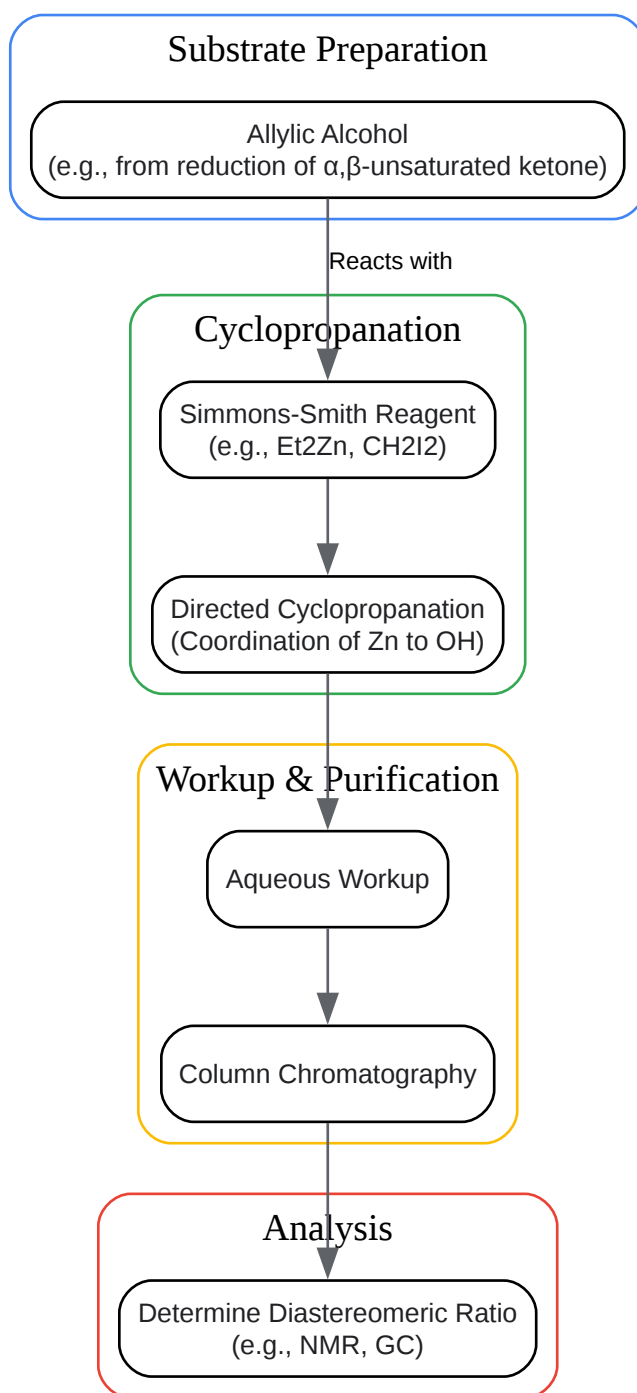 Substrate Preparation
Allylic Alcohol
(e.g., from reduction of α,β-unsaturated ketone)
Reacts with
Cyclopropanation
Simmons-Smith Reagent
(e.g., Et2Zn, CH2I2)
Directed Cyclopropanation
(Coordination of Zn to OH)
Workup & Purification
Aqueous Workup
Column Chromatography
Analysis
Determine Diastereomeric Ratio
(e.g., NMR, GC)